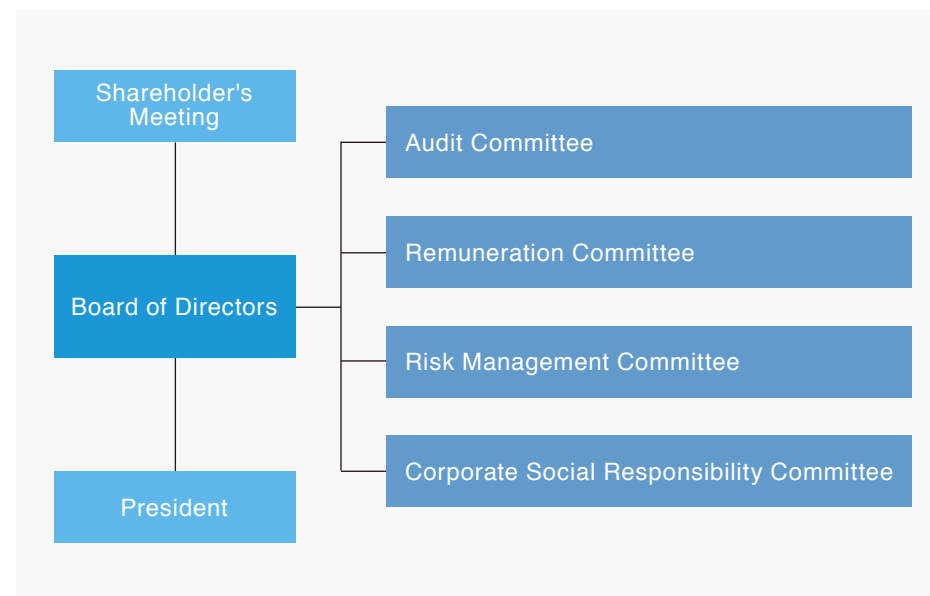 Shareholder's
Meeting
Audit Committee
Remuneration Committee
Board of Directors
Risk Management Committee
Corporate Social Responsibility Committee
President